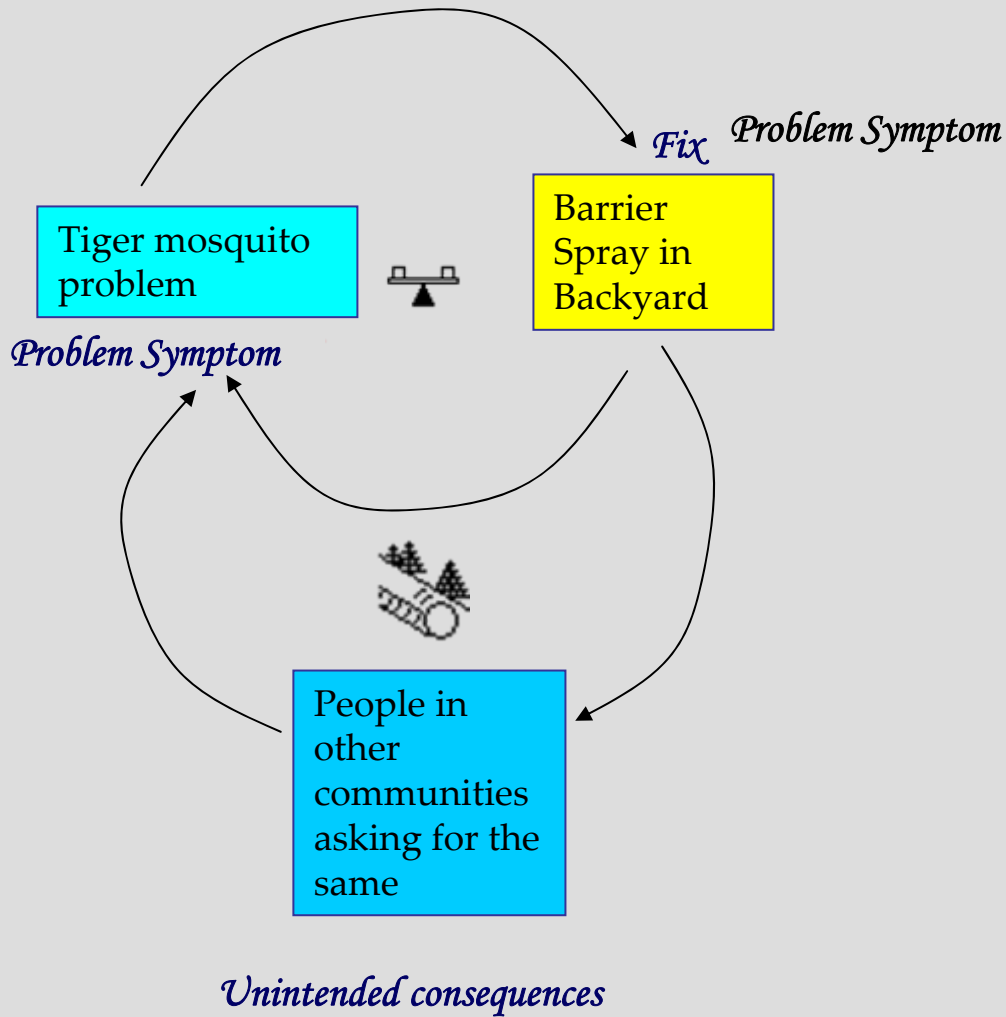 Fix
Problem Symptom
Tiger mosquito
problem
Barrier
Spray in
Backyard
Problem Symptom
People in
other
communities
asking for the
same
Unintended consequences